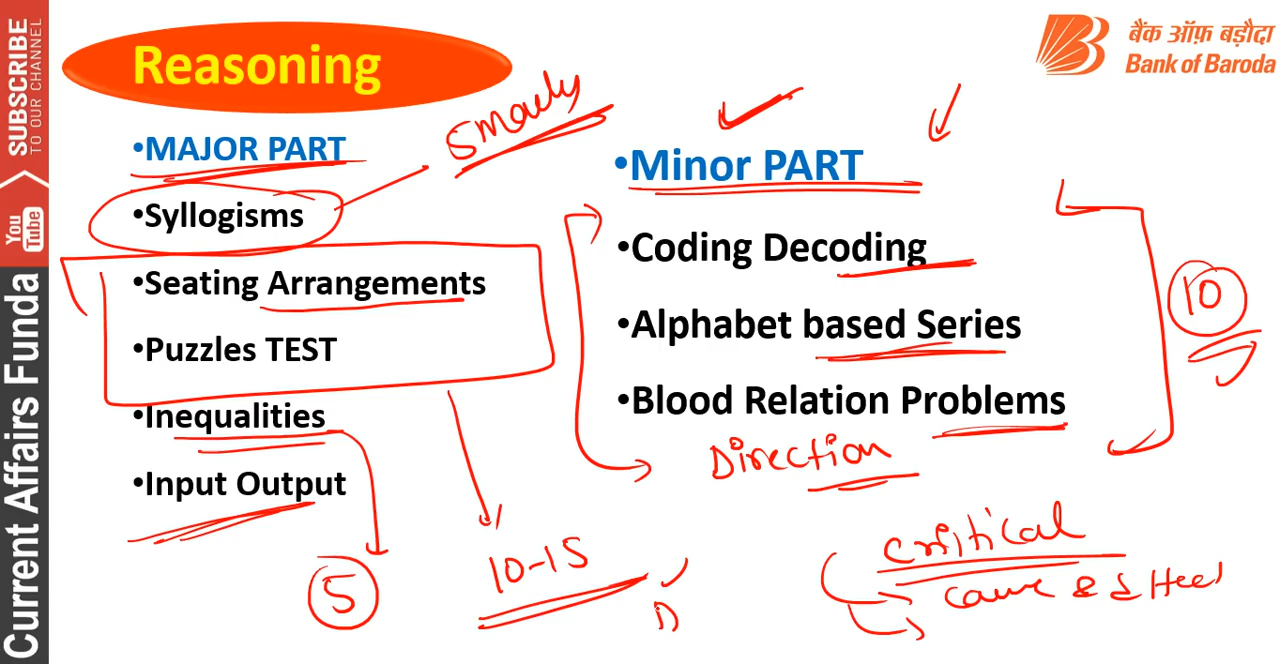 SUBSCRIBE
TO OUR CHANNEL
You
Tube
Current Affairs Funda
Reasoning
बैंक ऑफ़ बड़ौदा
Bank of Baroda
•MAJOR PART
•Syllogisms
•Seating Arrangements
•Puzzles TEST
•Inequalities
•Input Output
5
10-15
•Minor PART
•Coding Decoding
•Alphabet based Series
•Blood Relation Problems
Direction
10
critical